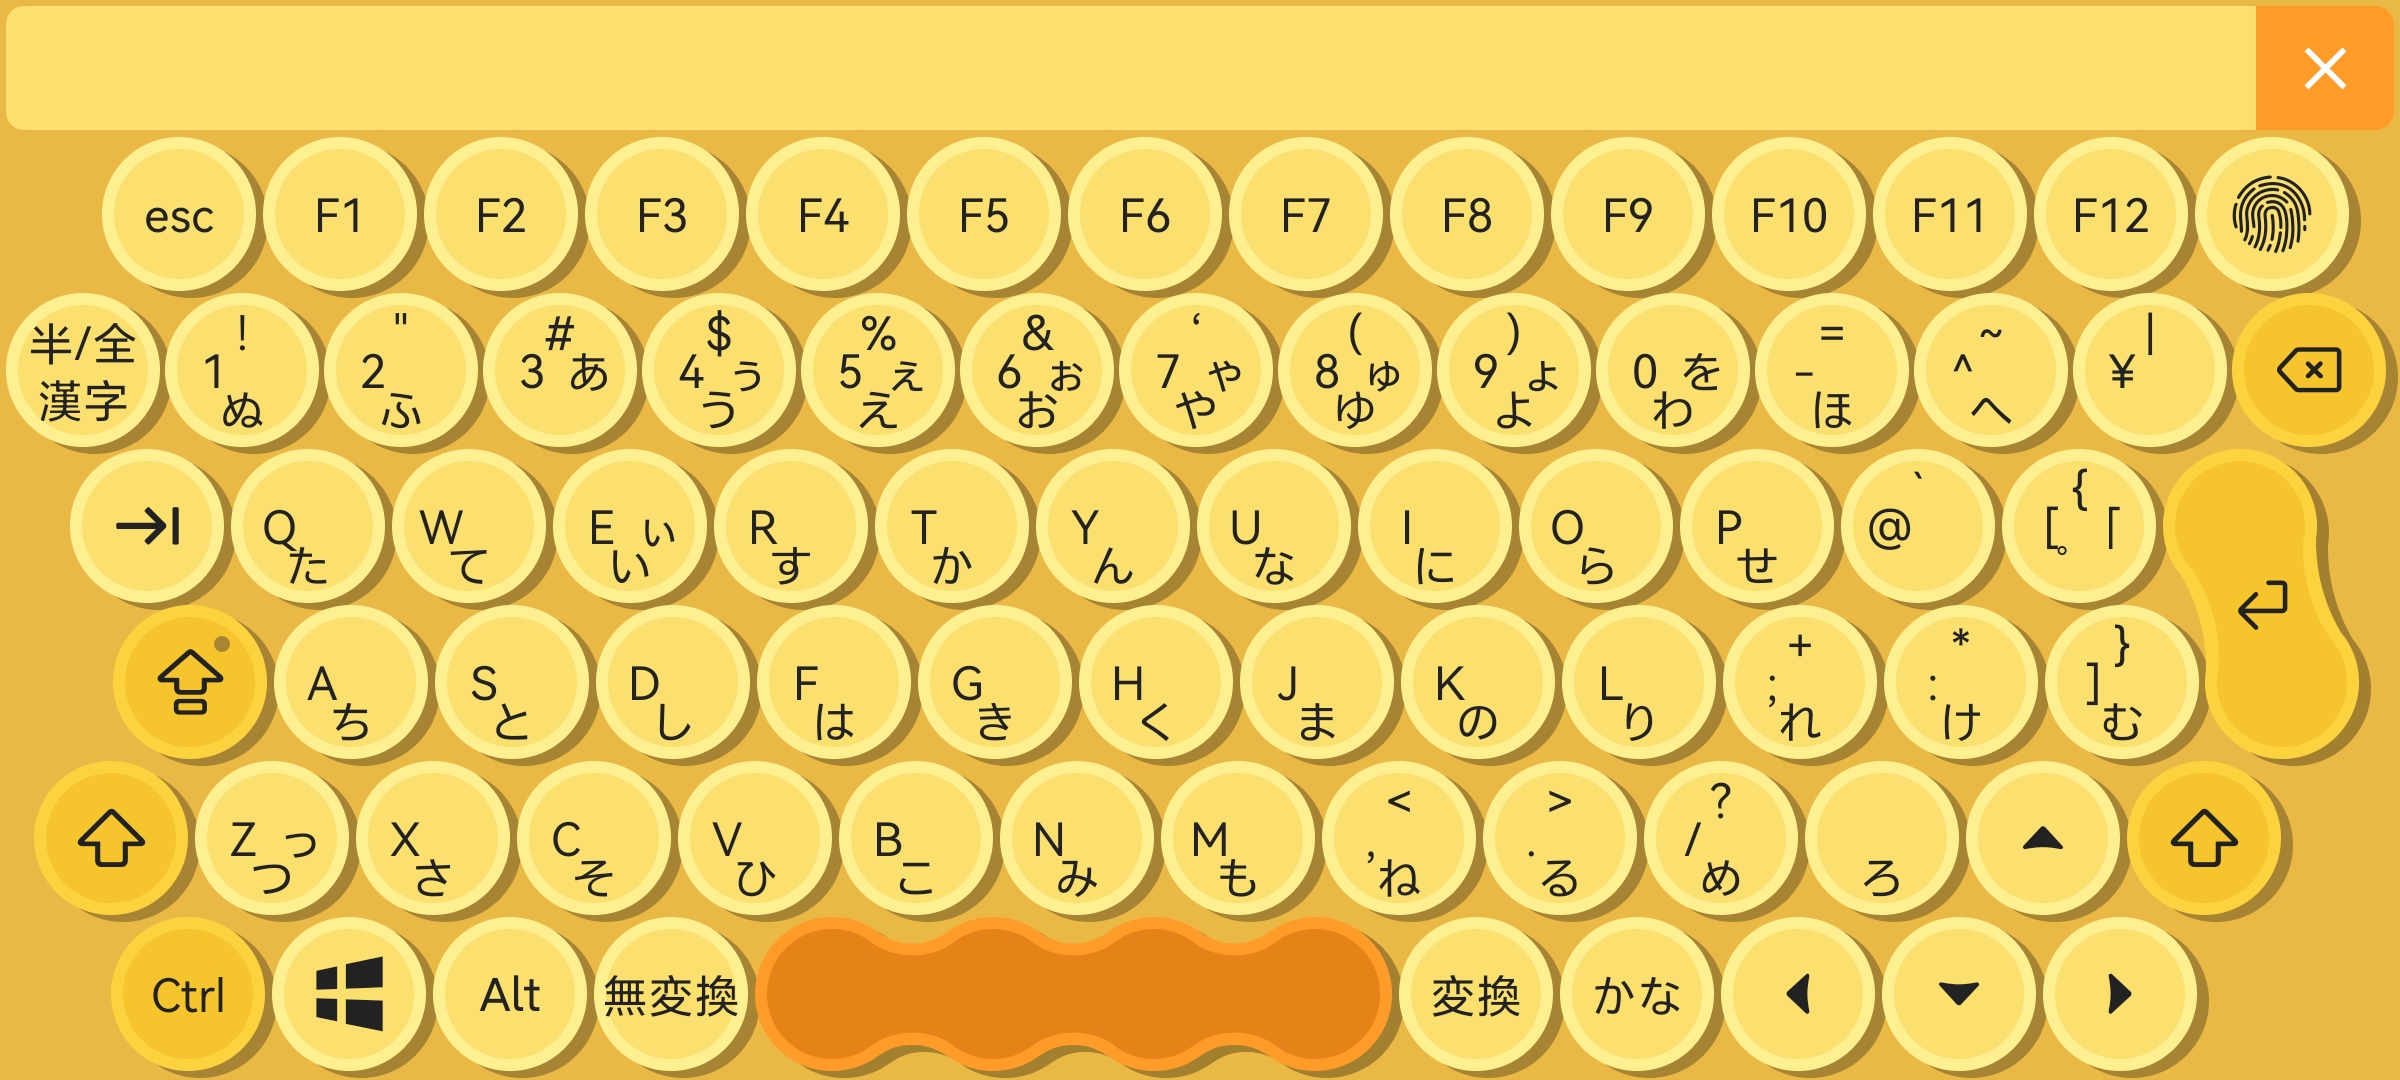 esc F1 F2 F3 F4 F5 F6 F7 F8 F9 F10 F11 F12
半/全 漢字 ! 1 ぬ " 2 ふ # 3 あ $ 4 ぅ う % 5 ぇ え & 6 ぉ お ‘ 7 ゃ や ( 8 ゅ ゆ ) 9 ょ よ 0 を わ = - ほ ~ ^ へ | ¥
Q た W て E ぃ い R す T か Y ん U な I に O ら P せ ` @ { [ 「 ゜
A ち S と D し F は G き H く J ま K の L り + ; れ * : け } ] む
Z っ つ X さ C そ V ひ B こ N み M も < , ね > . る ? / め ろ
Ctrl Alt 無変換 変換 かな